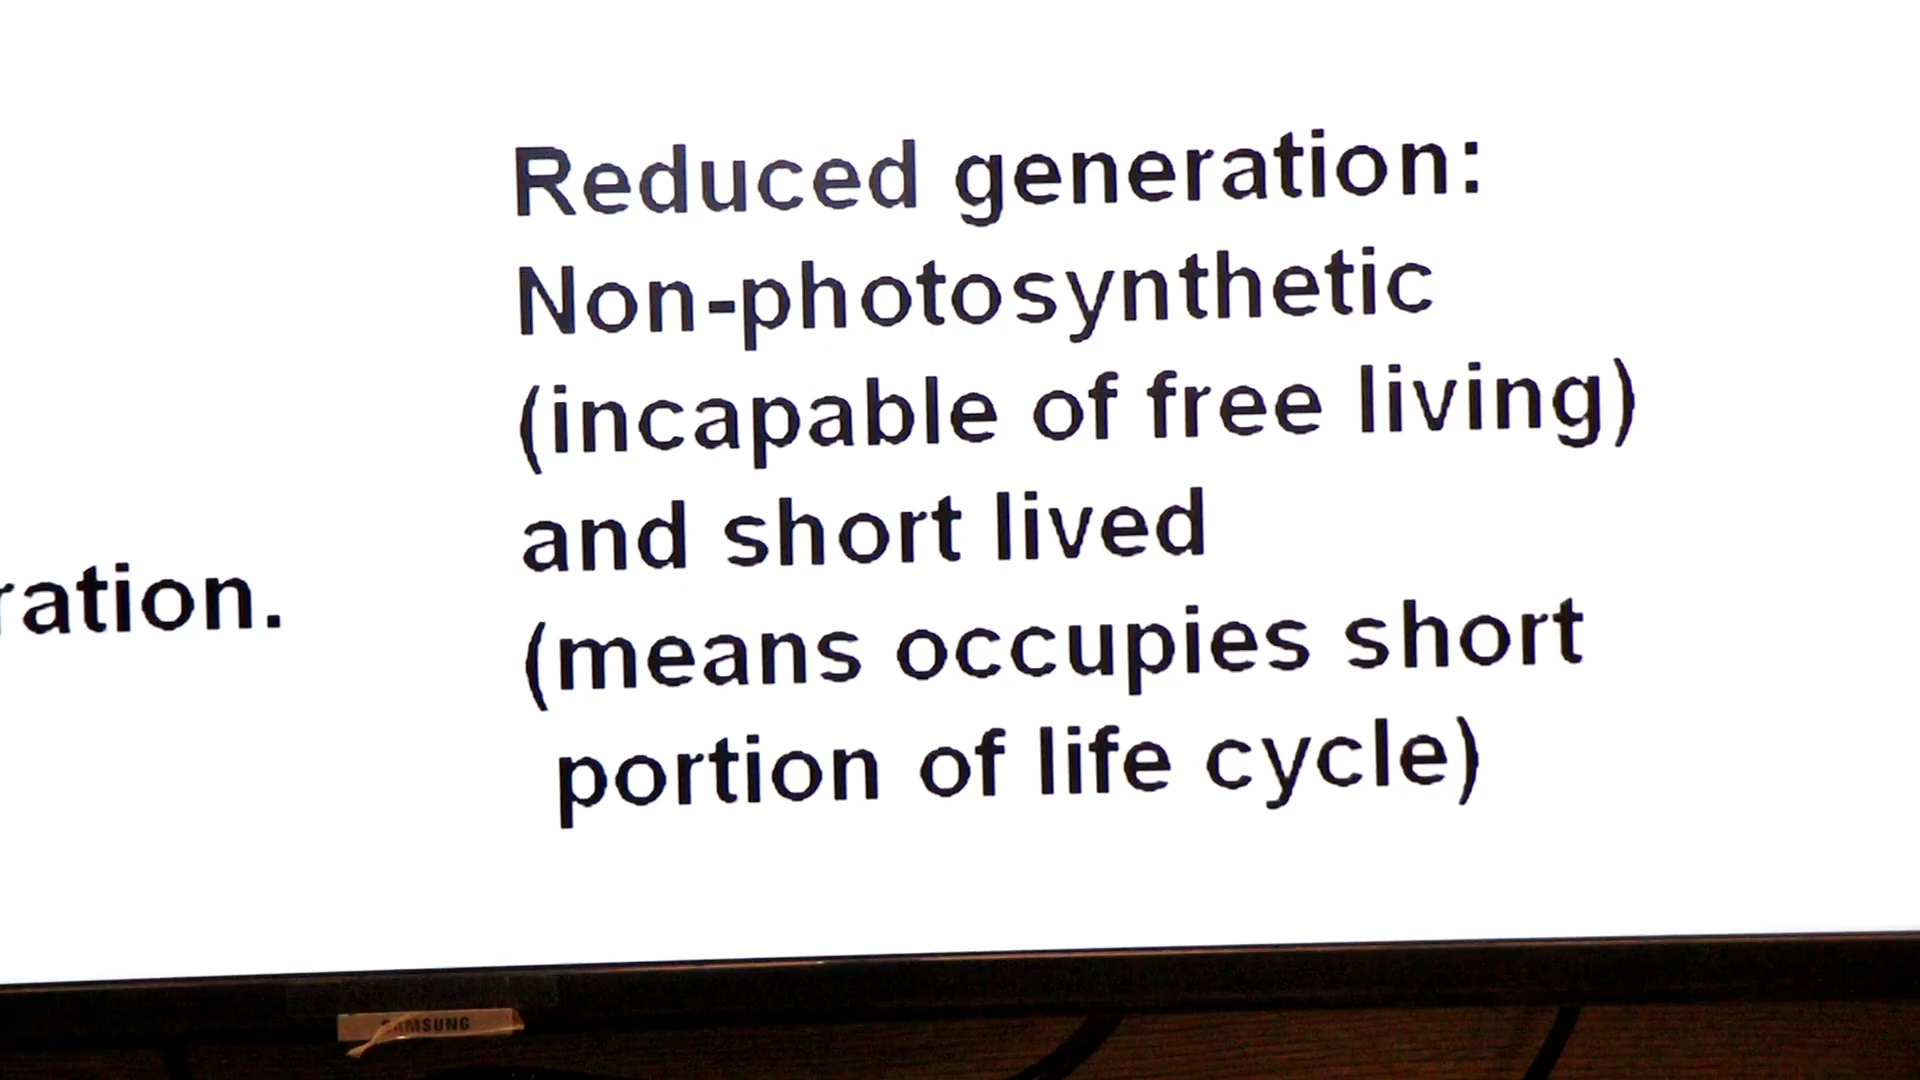 Reduced generation:
Non-photosynthetic
(incapable of free living)
and short lived
ration.
(means occupies short
portion of life cycle)
SAMSUNG